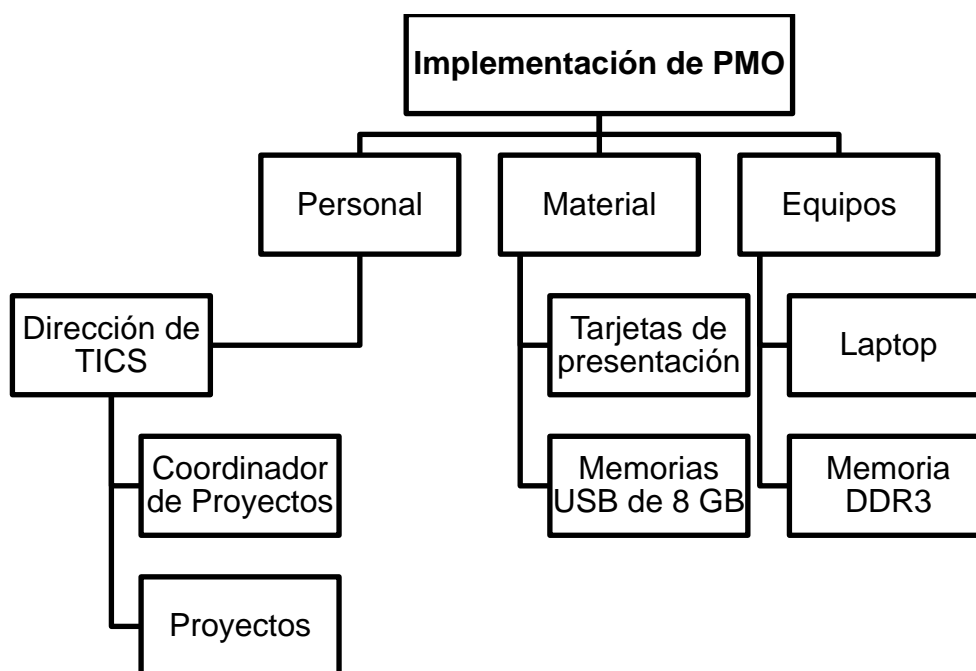 Implementación de PMO
Personal
Material
Equipos
Dirección de
TICS
Tarjetas de
presentación
Laptop
Coordinador
de Proyectos
Memorias
USB de 8 GB
Memoria
DDR3
Proyectos